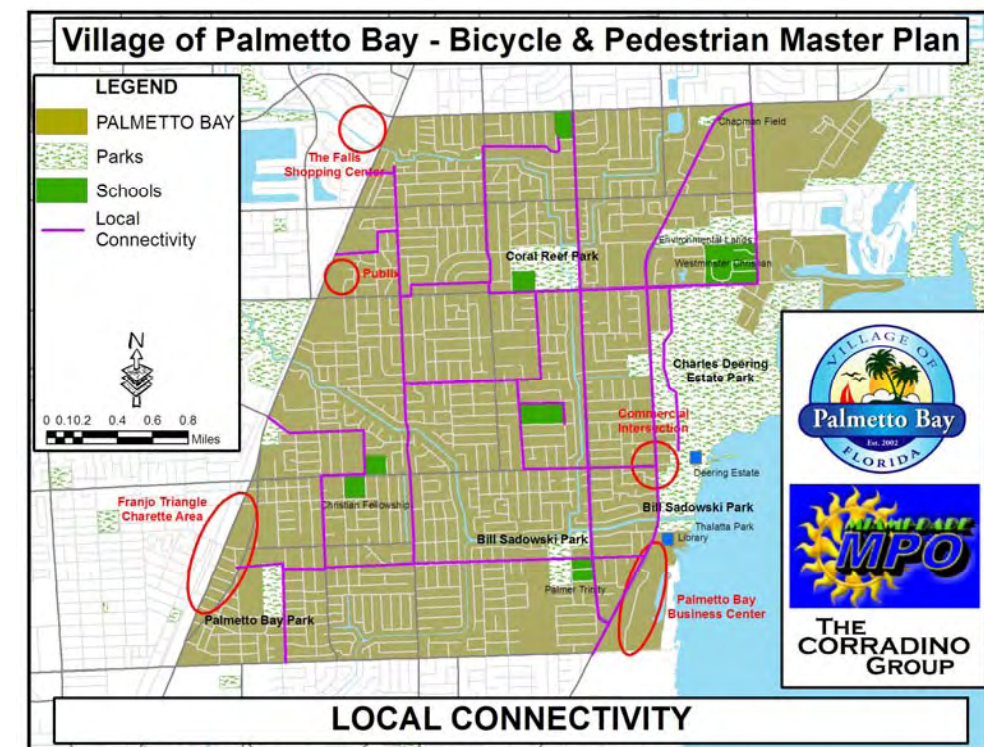 Village of Palmetto Bay - Bicycle & Pedestrian Master Plan
LEGEND
PALMETTO BAY
Parks
Schools
Local
Connectivity
N
0 0.10.2 0.4 0.6 0.8
Miles
The Falls
Shopping Center
Chapman Field
Environmental Lands
Coral Reef Park
Westminster Christian
Publix
Charles Deering
Estate Park
Commercial
Intersection
Deering Estate
Franjo Triangle
Charette Area
Christian Fellowship
Bill Sadowski Park
Thalatta Park
Bill Sadowski Park
Library
Palmer Trinity
Palmetto Bay
Business Center
Palmetto Bay Park
VILLAGE OF
Palmetto Bay
Est. 2002
FLORIDA
MIAMI-DADE
MPO
THE
CORRADINO
GROUP
LOCAL CONNECTIVITY